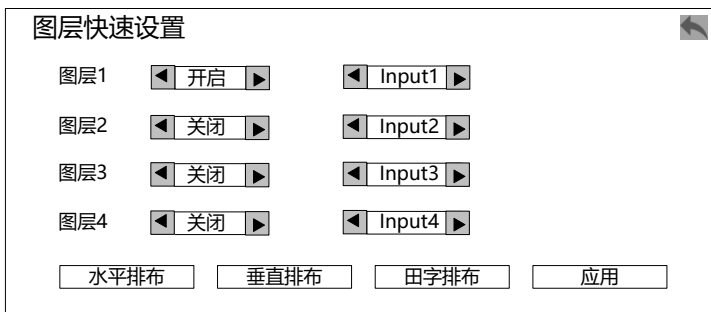 图层快速设置
图层1 开启 Input1
图层2 关闭 Input2
图层3 关闭 Input3
图层4 关闭 Input4
水平排布 垂直排布 田字排布 应用